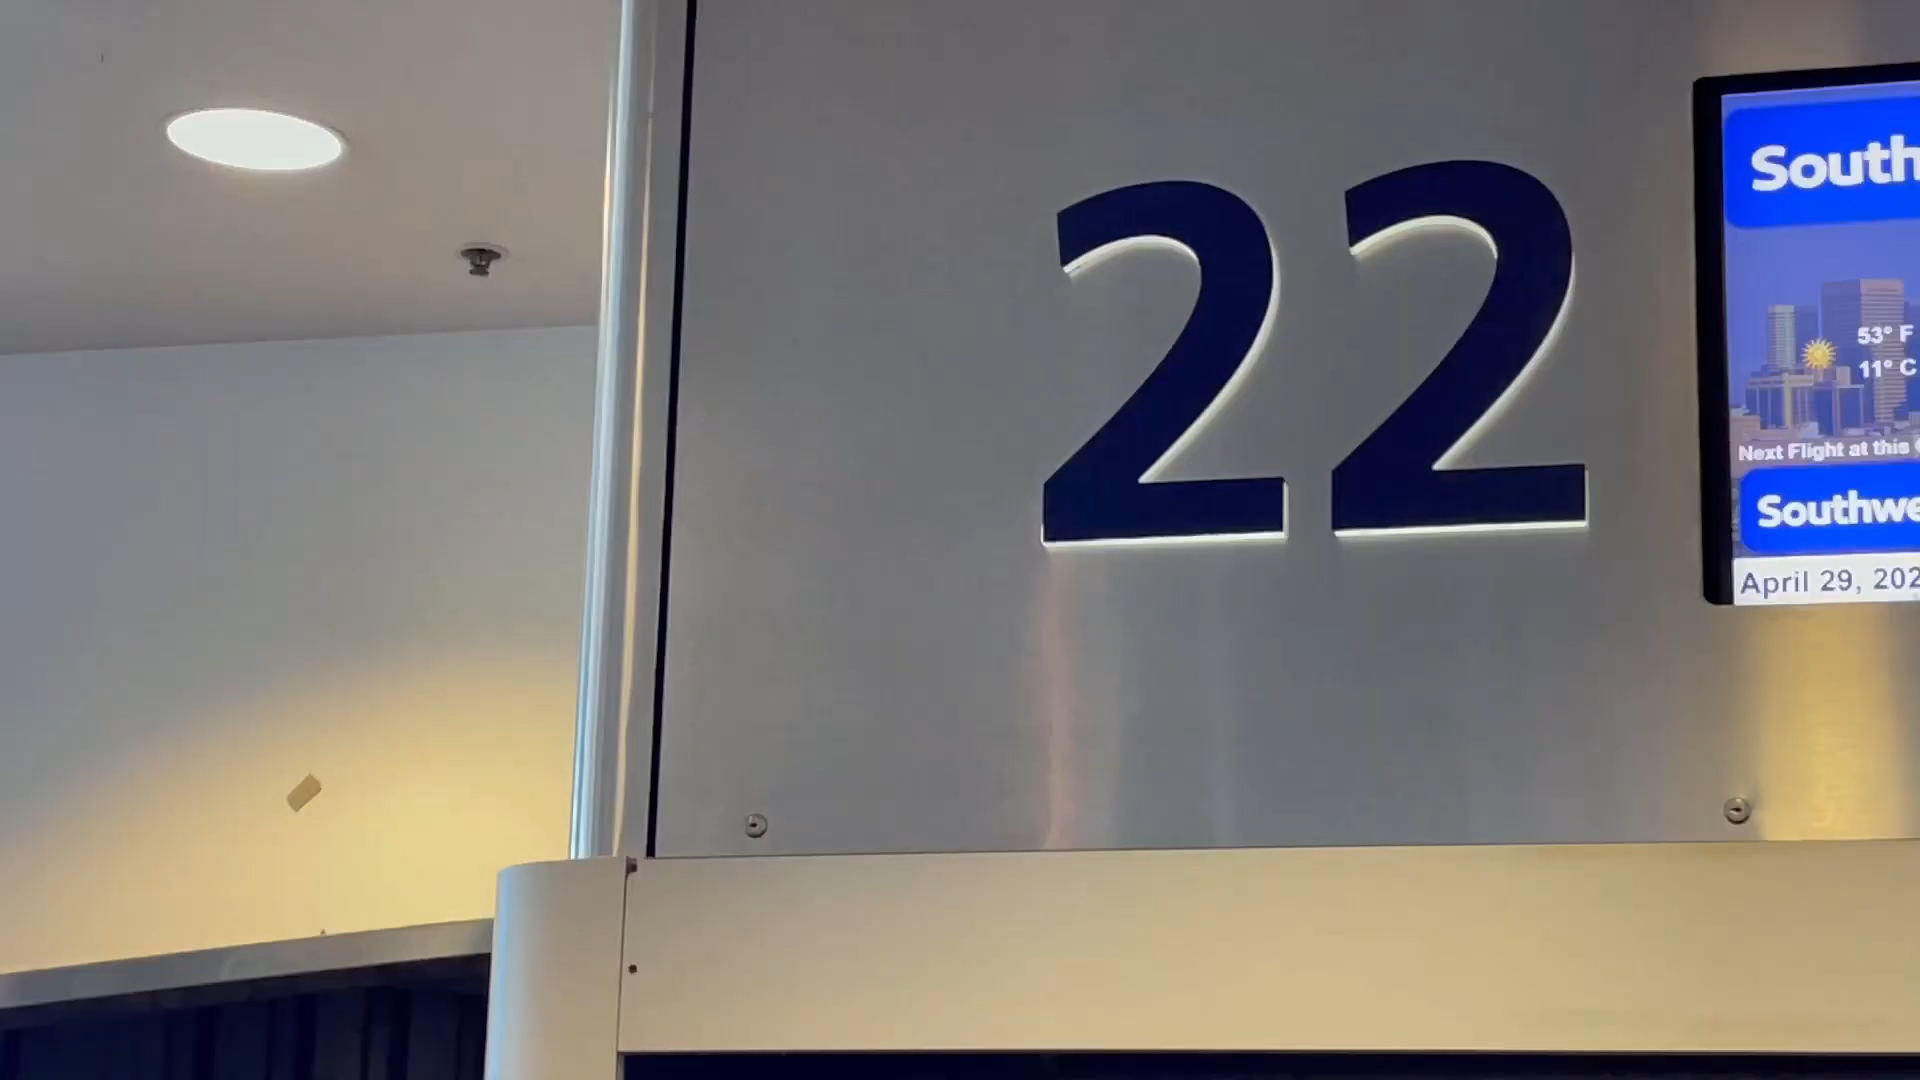 22
South
53° F
11° C
Next Flight at this
Southwe
April 29, 202